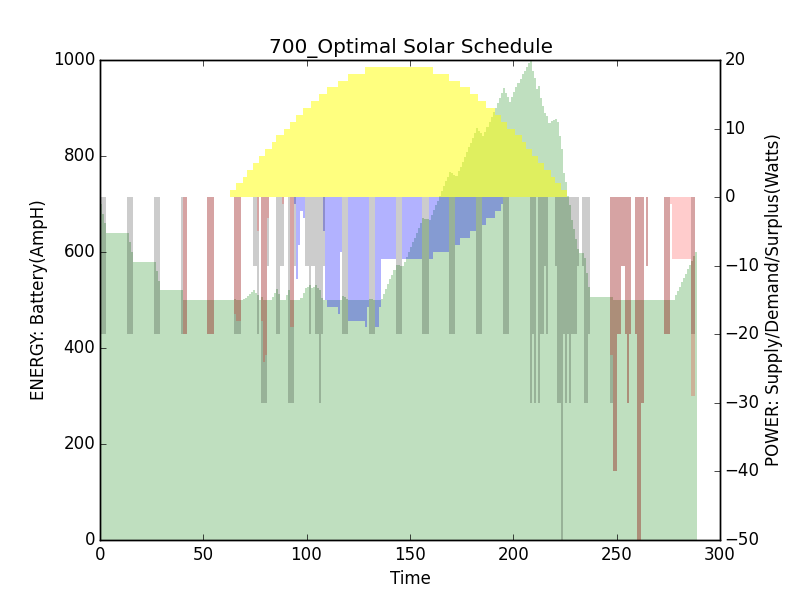 700_Optimal Solar Schedule
ENERGY: Battery(AmpH)
1000
800
600
400
200
0
20
10
0
−10
−20
−30
−40
−50
POWER: Supply/Demand/Surplus(Watts)
0 50 100 150 200 250 300
Time